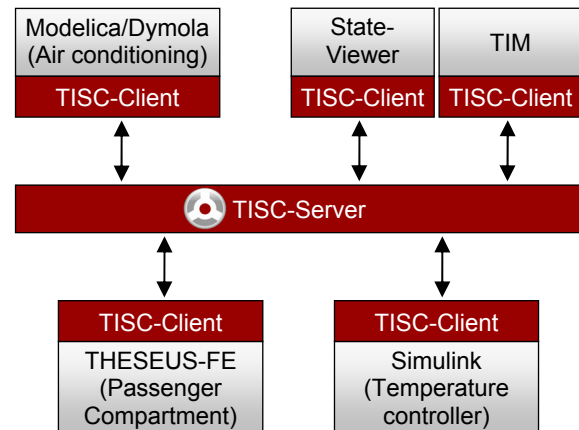 Modelica/Dymola
(Air conditioning)
TISC-Client
State-
Viewer
TISC-Client
TIM
TISC-Client
TISC-Server
TISC-Client
THESEUS-FE
(Passenger
Compartment)
TISC-Client
Simulink
(Temperature
controller)